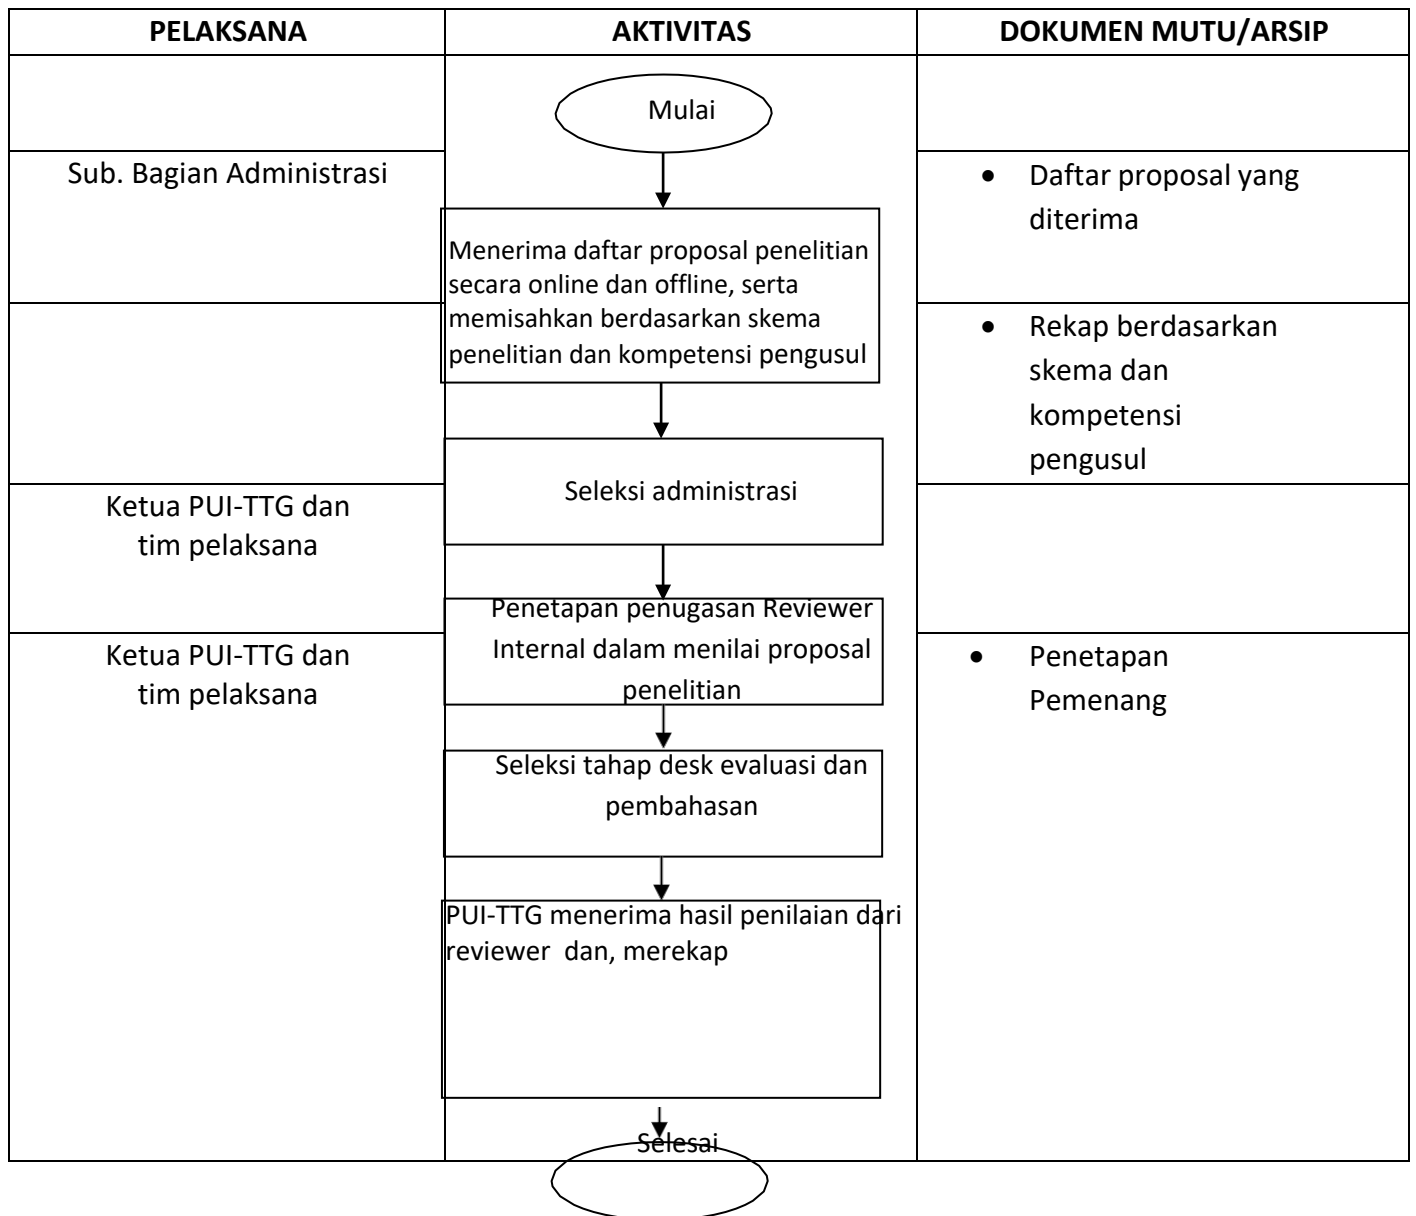 PELAKSANA
AKTIVITAS
DOKUMEN MUTU/ARSIP
Mulai
Sub. Bagian Administrasi
• Daftar proposal yang
diterima
Menerima daftar proposal penelitian
secara online dan offline, serta
memisahkan berdasarkan skema
penelitian dan kompetensi pengusul
• Rekap berdasarkan
skema dan
kompetensi
pengusul
Seleksi administrasi
Ketua PUI-TTG dan
tim pelaksana
Penetapan penugasan Reviewer
Internal dalam menilai proposal
penelitian
Ketua PUI-TTG dan
tim pelaksana
• Penetapan
Pemenang
Seleksi tahap desk evaluasi dan
pembahasan
PUI-TTG menerima hasil penilaian dari
reviewer  dan, merekap
Selesai